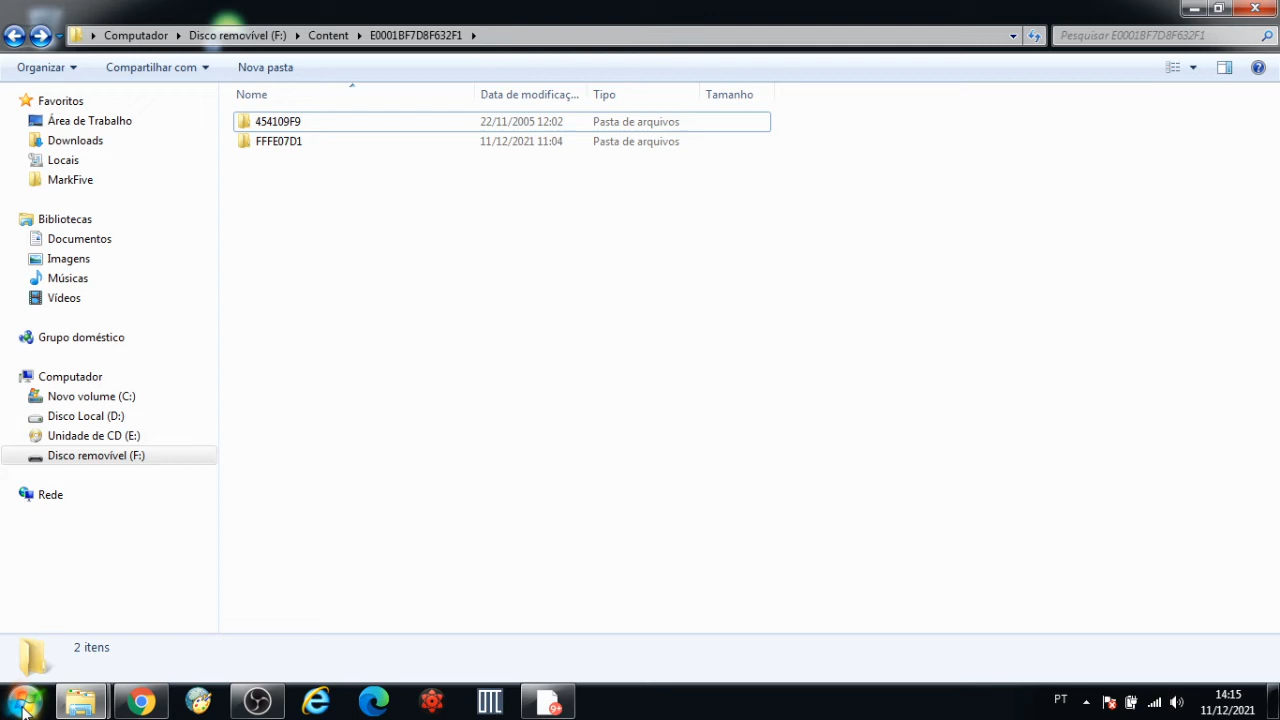 Computador Disco removível (F:) Content E0001BF7D8F632F1 Pesquisar E0001BF7D8F632F1
Organizar Compartilhar com Nova pasta
Nome Data de modificaç... Tipo Tamanho
454109F9 22/11/2005 12:02 Pasta de arquivos
FFFE07D1 11/12/2021 11:04 Pasta de arquivos
Favoritos
Área de Trabalho
Downloads
Locais
MarkFive
Bibliotecas
Documentos
Imagens
Músicas
Vídeos
Grupo doméstico
Computador
Novo volume (C:)
Disco Local (D:)
Unidade de CD (E:)
Disco removível (F:)
Rede
2 itens
9+
PT
14:15
11/12/2021